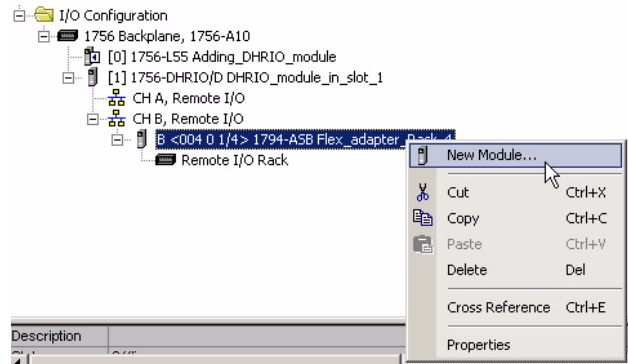 I/O Configuration
1756 Backplane, 1756-A10
[0] 1756-L55 Adding_DHRIO_module
[1] 1756-DHRIO/D DHRIO_module_in_slot_1
CH A, Remote I/O
CH B, Remote I/O
B <004 0 1/4> 1794-ASB Flex_adapter_Rack_4
Remote I/O Rack
New Module...
Cut Ctrl+X
Copy Ctrl+C
Paste Ctrl+V
Delete Del
Cross Reference Ctrl+E
Properties
Description